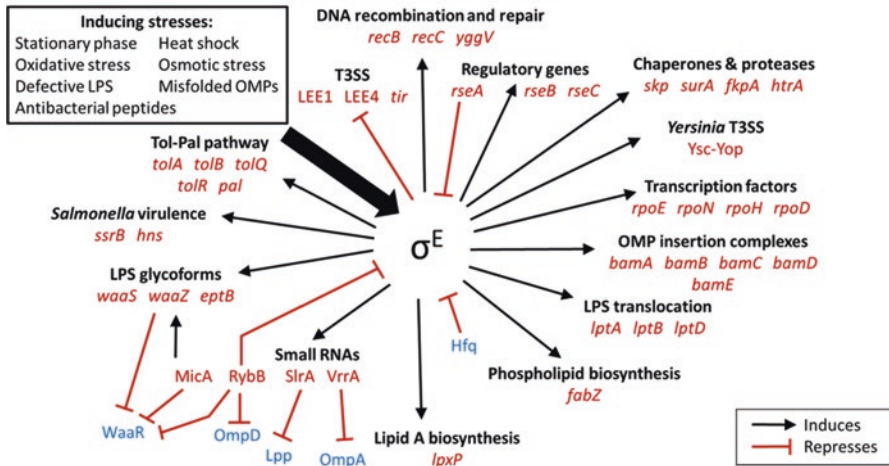 Inducing stresses:
Stationary phase Heat shock
Oxidative stress Osmotic stress
Defective LPS Misfolded OMPs
Antibacterial peptides
DNA recombination and repair
recB recC yggV
T3SS
LEE1 LEE4 tir
Regulatory genes
rseA rseB rseC
Chaperones & proteases
skp surA fkpA htrA
Yersinia T3SS
Ysc-Yop
Tol-Pal pathway
tolA tolB tolQ
tolR pal
Transcription factors
rpoE rpoN rpoH rpoD
Salmonella virulence
ssrB hns
σE
OMP insertion complexes
bamA bamB bamC bamD
bamE
LPS glycoforms
waaS waaZ eptB
LPS translocation
lptA lptB lptD
Hfq
Small RNAs
MicA RybB SlrA VrrA
Phospholipid biosynthesis
fabZ
WaaR OmpD Lpp OmpA
Lipid A biosynthesis
lpxP
Induces
Represses